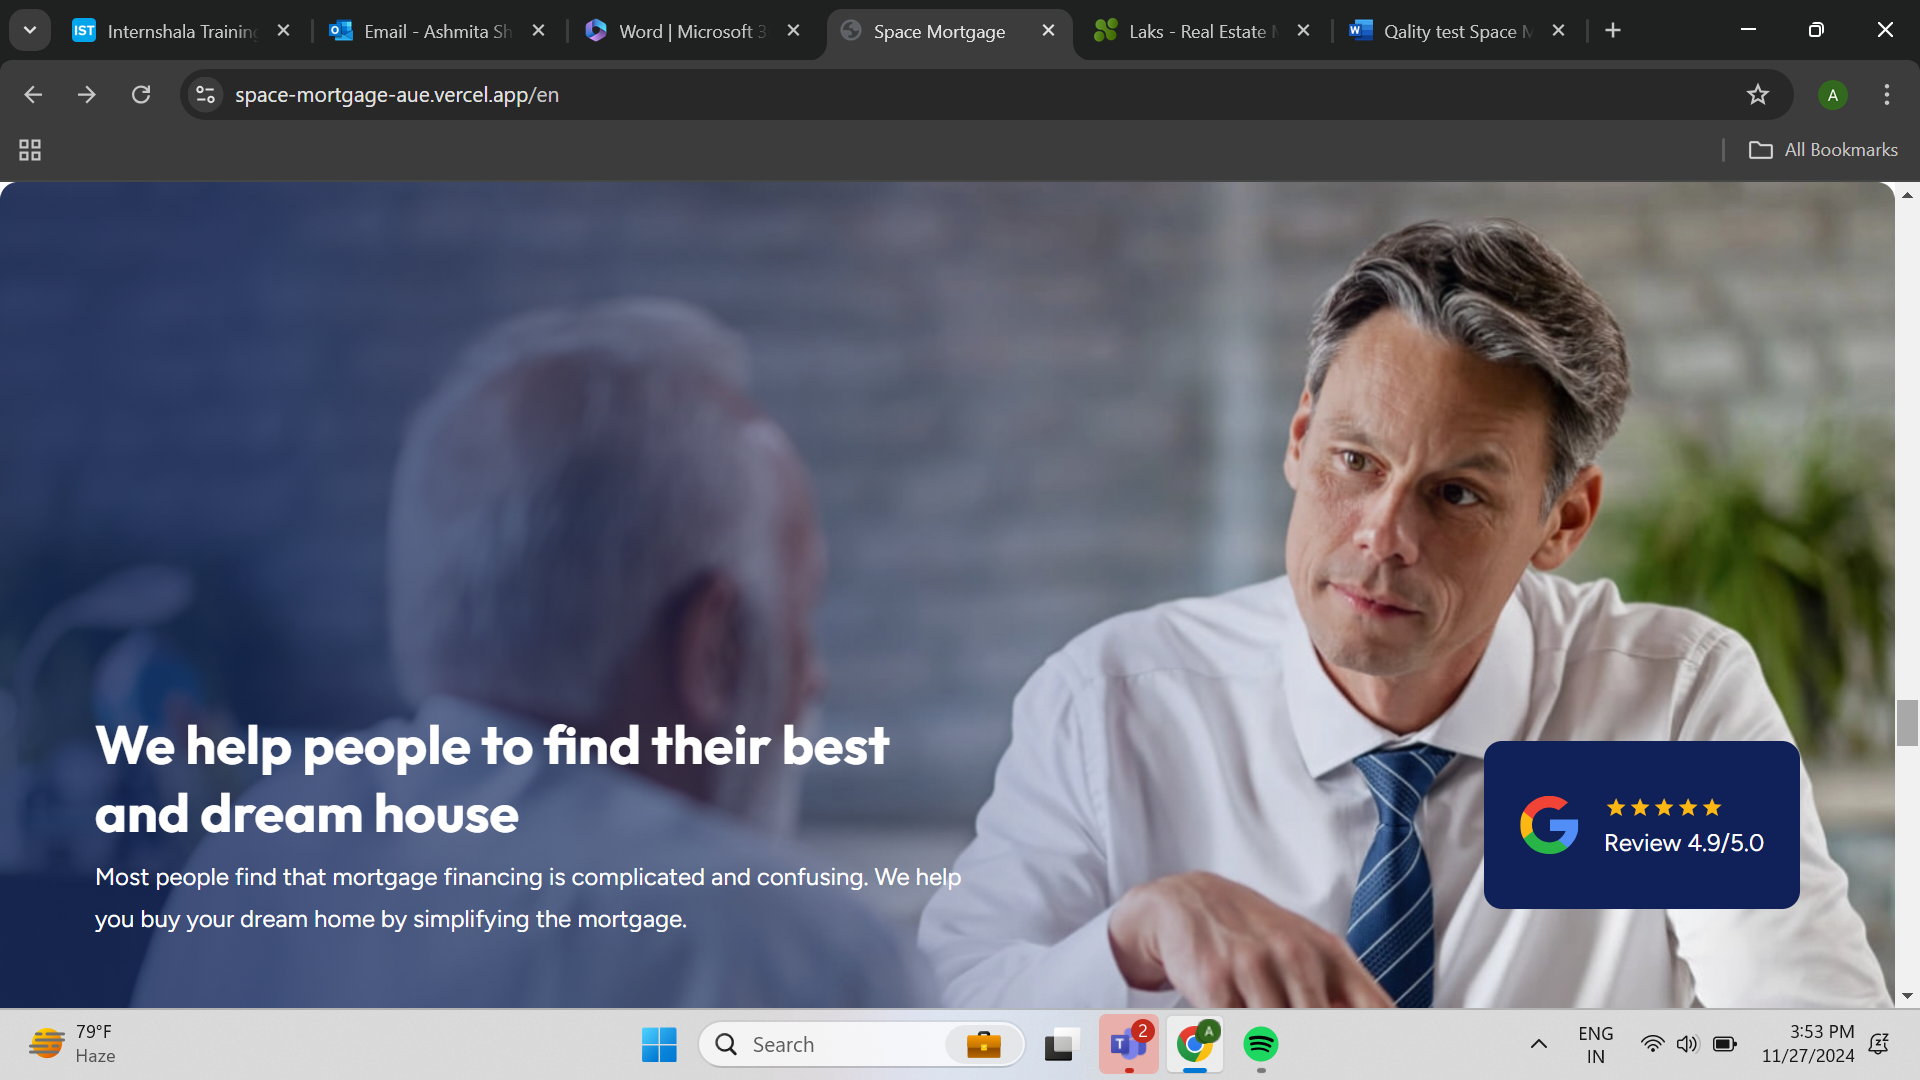 IST Internshala Training
Email - Ashmita Sh
Word | Microsoft 3
Space Mortgage
Laks - Real Estate
Qality test Space
space-mortgage-aue.vercel.app/en
A
All Bookmarks
We help people to find their best
and dream house
Most people find that mortgage financing is complicated and confusing. We help
you buy your dream home by simplifying the mortgage.
Review 4.9/5.0
79°F
Haze
Search
2
A
ENG
IN
3:53 PM
11/27/2024